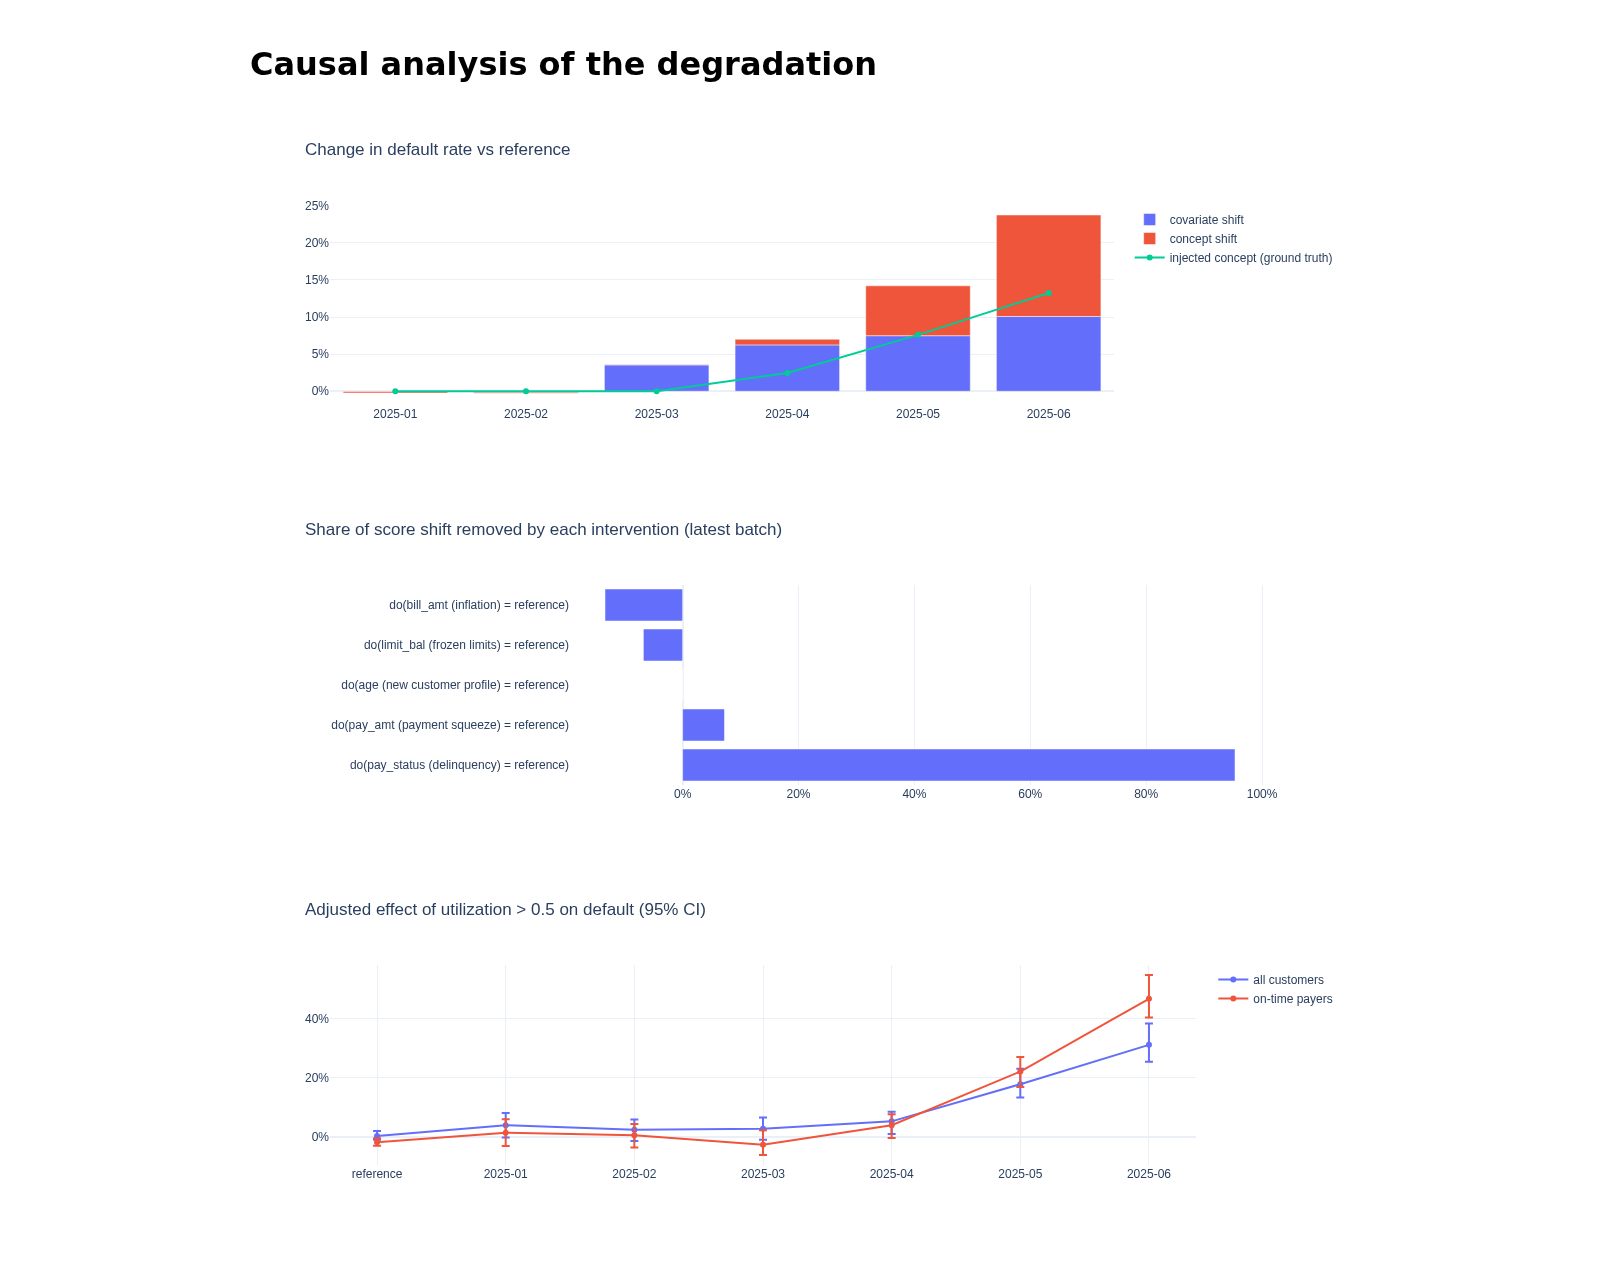 Causal analysis of the degradation
Change in default rate vs reference
25%
20%
15%
10%
5%
0%
2025-01 2025-02 2025-03 2025-04 2025-05 2025-06
covariate shift
concept shift
injected concept (ground truth)
Share of score shift removed by each intervention (latest batch)
do(bill_amt (inflation) = reference)
do(limit_bal (frozen limits) = reference)
do(age (new customer profile) = reference)
do(pay_amt (payment squeeze) = reference)
do(pay_status (delinquency) = reference)
0% 20% 40% 60% 80% 100%
Adjusted effect of utilization > 0.5 on default (95% CI)
40%
20%
0%
reference 2025-01 2025-02 2025-03 2025-04 2025-05 2025-06
all customers
on-time payers